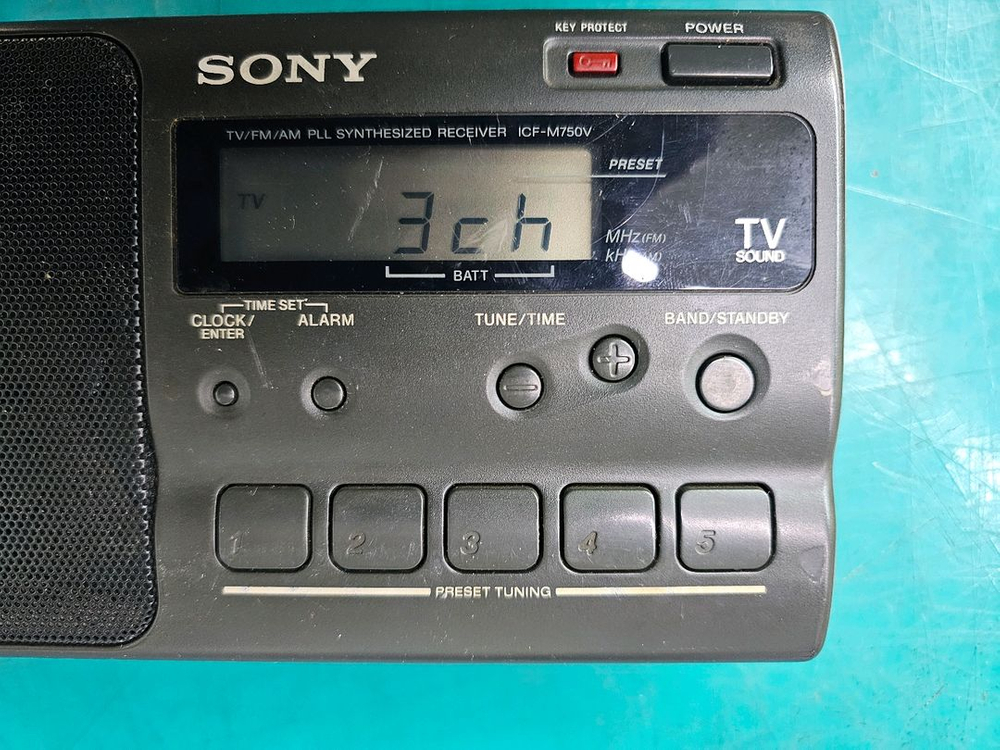 KEY PROTECT
POWER
SONY
TV/FM/AM PLL SYNTHESIZED RECEIVER ICF-M750V
PRESET
TV
3ch
MHz(FM)
TV
SOUND
BATT
TIME SET
CLOCK/
ENTER
ALARM
TUNE/TIME
BAND/STANDBY
1
2
3
4
5
PRESET TUNING